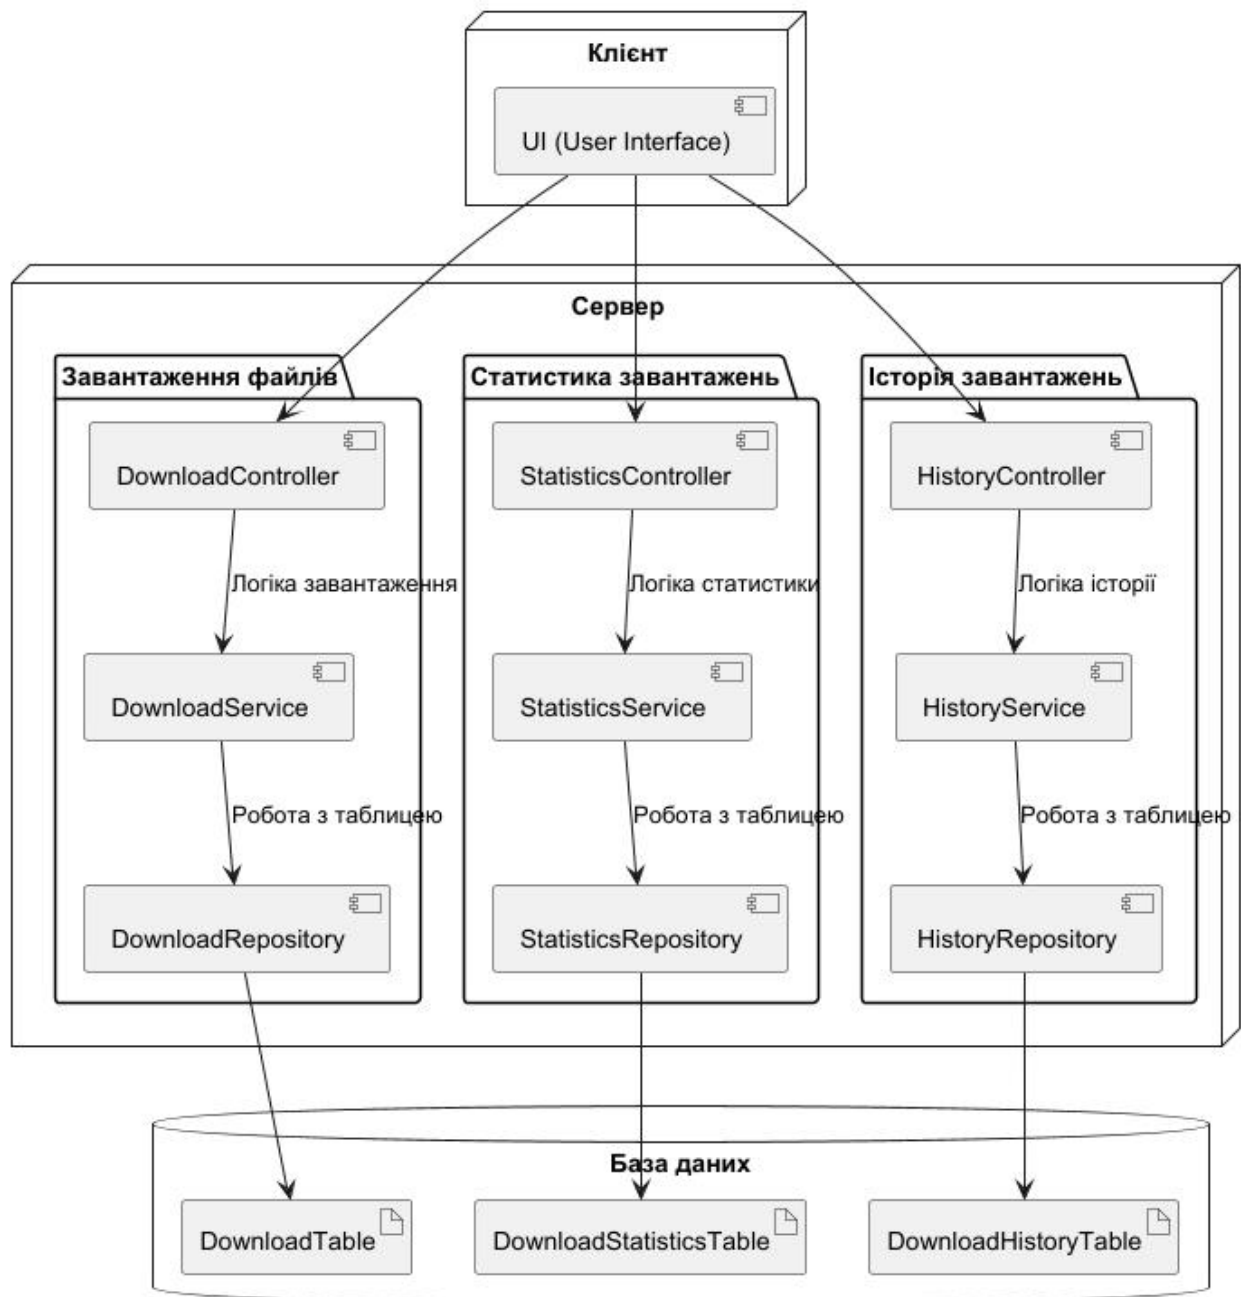 Клієнт
UI (User Interface)
Сервер
Завантаження файлів
Статистика завантажень
Історія завантажень
DownloadController
StatisticsController
HistoryController
Логіка завантаження
Логіка статистики
Логіка історії
DownloadService
StatisticsService
HistoryService
Робота з таблицею
Робота з таблицею
Робота з таблицею
DownloadRepository
StatisticsRepository
HistoryRepository
База даних
DownloadTable
DownloadStatisticsTable
DownloadHistoryTable